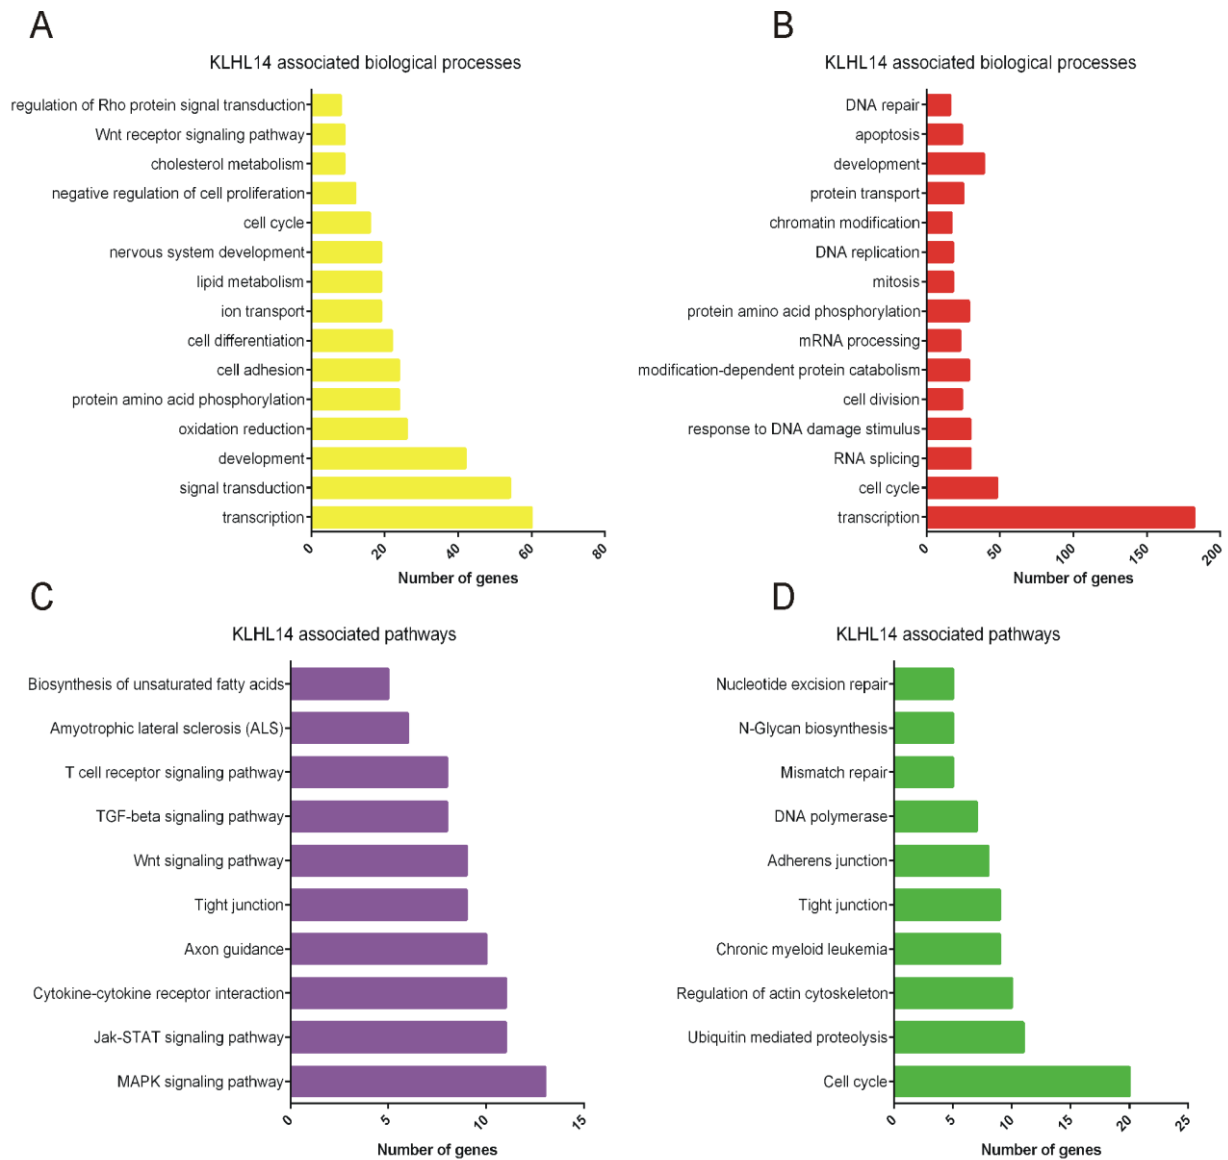 A
KLHL14 associated biological processes
regulation of Rho protein signal transduction
Wnt receptor signaling pathway
cholesterol metabolism
negative regulation of cell proliferation
cell cycle
nervous system development
lipid metabolism
ion transport
cell differentiation
cell adhesion
protein amino acid phosphorylation
oxidation reduction
development
signal transduction
transcription
0 20 40 60 80
Number of genes
B
KLHL14 associated biological processes
DNA repair
apoptosis
development
protein transport
chromatin modification
DNA replication
mitosis
protein amino acid phosphorylation
mRNA processing
modification-dependent protein catabolism
cell division
response to DNA damage stimulus
RNA splicing
cell cycle
transcription
0 50 100 150 200
Number of genes
C
KLHL14 associated pathways
Biosynthesis of unsaturated fatty acids
Amyotrophic lateral sclerosis (ALS)
T cell receptor signaling pathway
TGF-beta signaling pathway
Wnt signaling pathway
Tight junction
Axon guidance
Cytokine-cytokine receptor interaction
Jak-STAT signaling pathway
MAPK signaling pathway
0 5 10 15
Number of genes
D
KLHL14 associated pathways
Nucleotide excision repair
N-Glycan biosynthesis
Mismatch repair
DNA polymerase
Adherens junction
Tight junction
Chronic myeloid leukemia
Regulation of actin cytoskeleton
Ubiquitin mediated proteolysis
Cell cycle
0 5 10 15 20 25
Number of genes